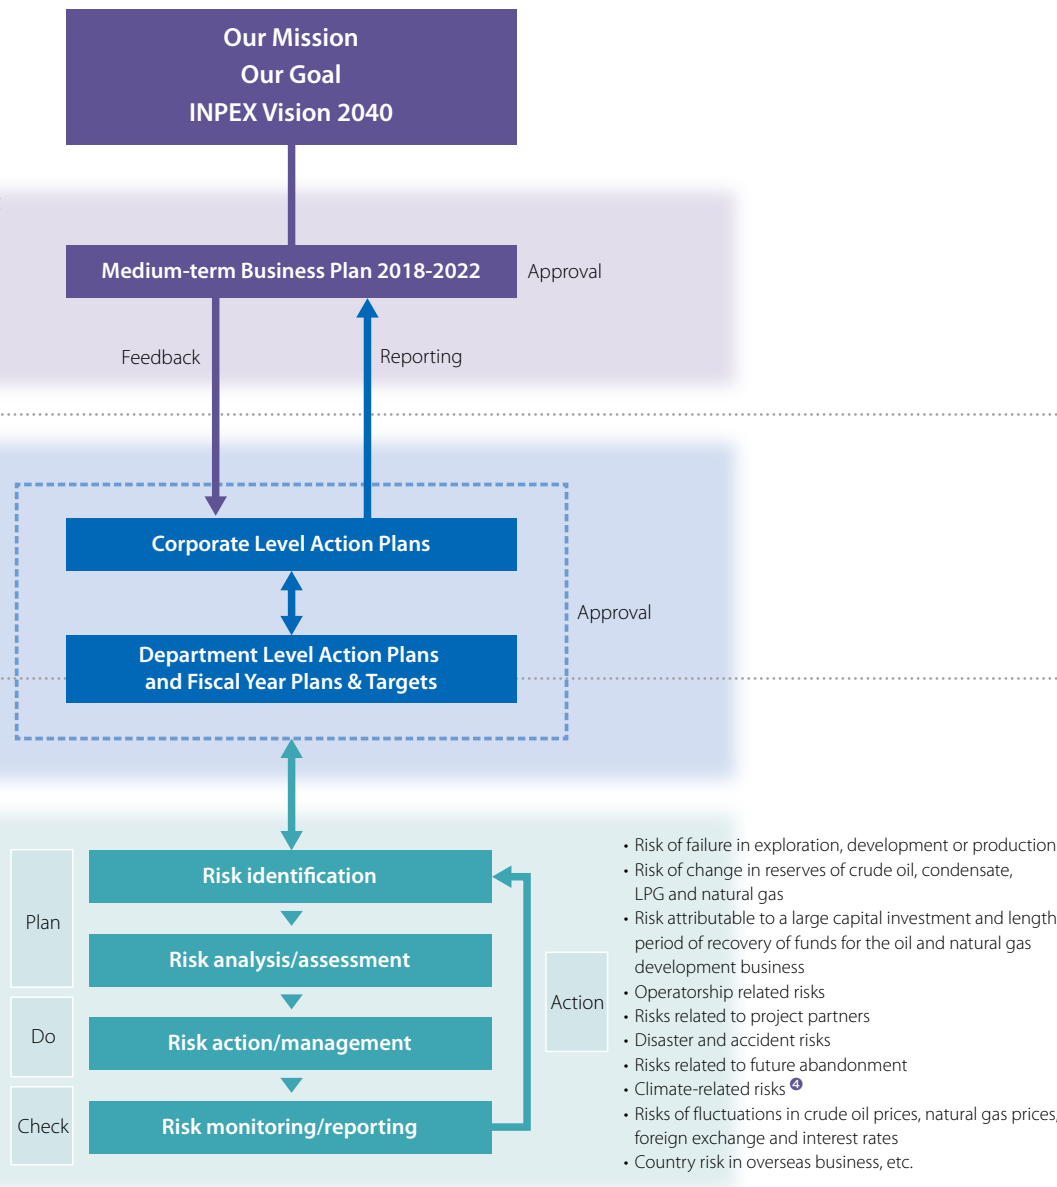 Our Mission
Our Goal
INPEX Vision 2040
Medium-term Business Plan 2018-2022
Approval
Feedback
Reporting
Corporate Level Action Plans
Approval
Department Level Action Plans
and Fiscal Year Plans & Targets
Plan
Risk identification
Risk analysis/assessment
Do
Risk action/management
Check
Risk monitoring/reporting
Action
• Risk of failure in exploration, development or production
• Risk of change in reserves of crude oil, condensate,
LPG and natural gas
• Risk attributable to a large capital investment and length
period of recovery of funds for the oil and natural gas
development business
• Operatorship related risks
• Risks related to project partners
• Disaster and accident risks
• Risks related to future abandonment
• Climate-related risks ❹
• Risks of fluctuations in crude oil prices, natural gas prices,
foreign exchange and interest rates
• Country risk in overseas business, etc.